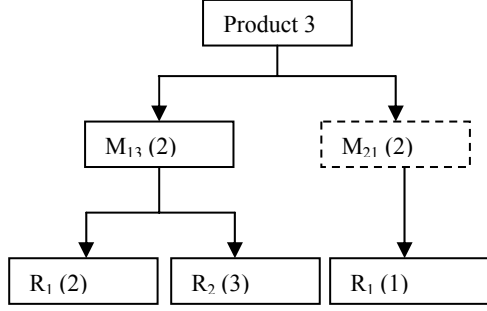 Product 3
M₁₃ (2)
M₂₁ (2)
R₁ (2)
R₂ (3)
R₁ (1)